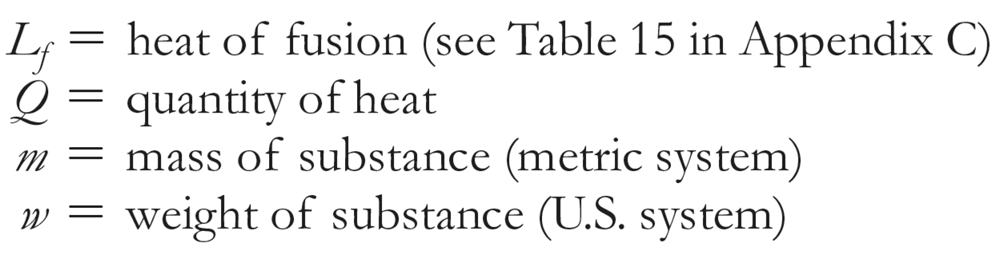 L_f = heat of fusion (see Table 15 in Appendix C)
Q = quantity of heat
m = mass of substance (metric system)
w = weight of substance (U.S. system)